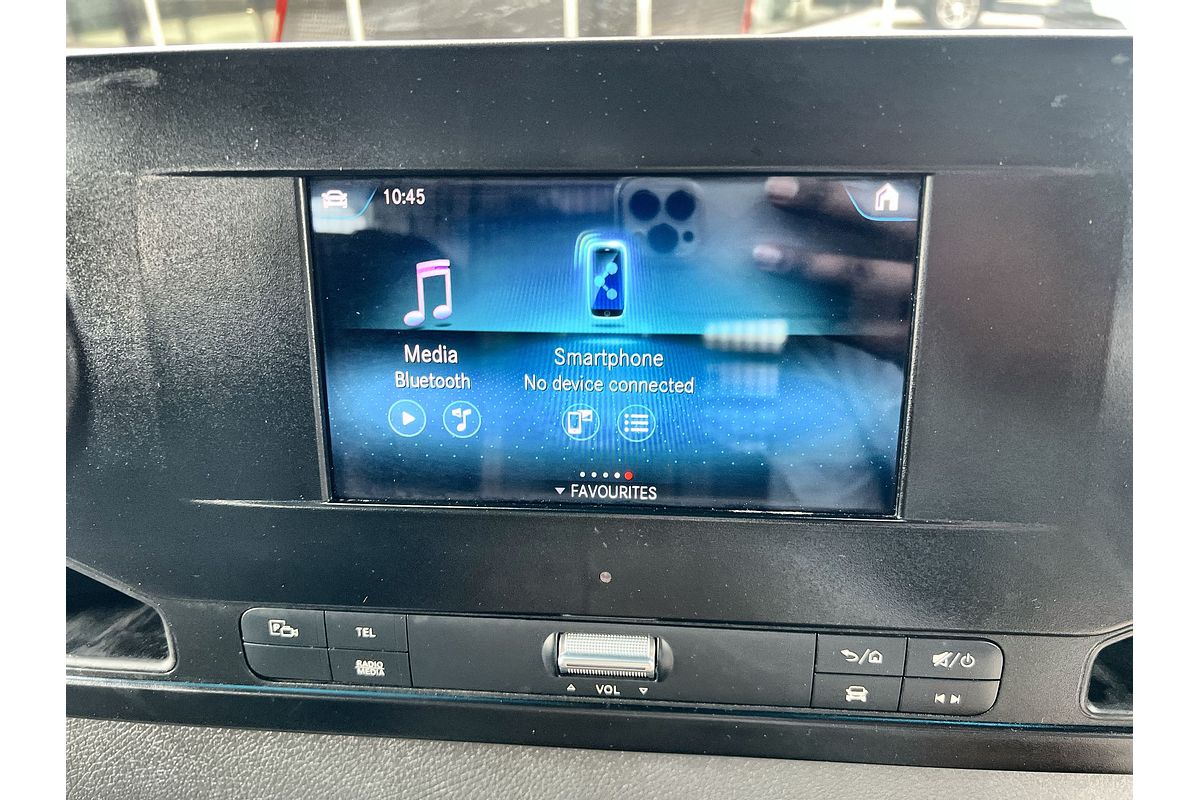 10:45
Media
Bluetooth
Smartphone
No device connected
FAVOURITES
P
TEL
RADIO
MEDIA
VOL